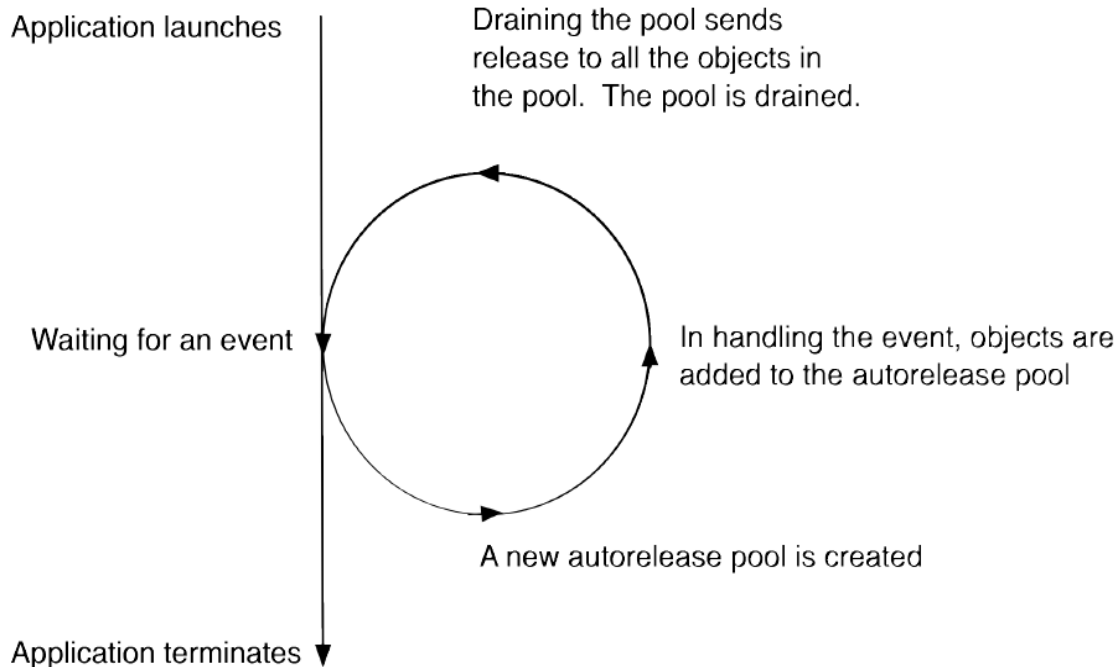 Application launches
Draining the pool sends
release to all the objects in
the pool.  The pool is drained.
Waiting for an event
In handling the event, objects are
added to the autorelease pool
A new autorelease pool is created
Application terminates